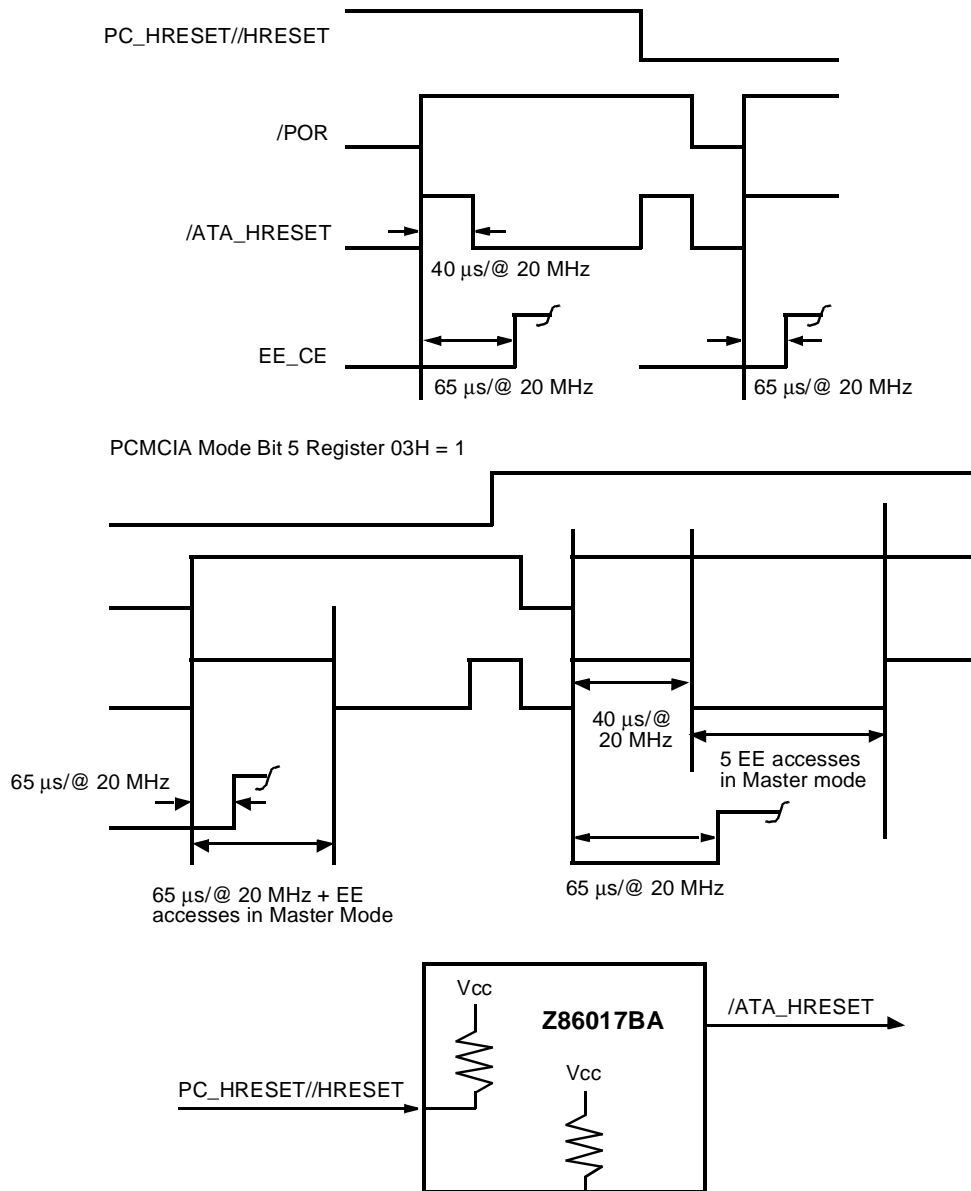 PC_HRESET//HRESET
/POR
/ATA_HRESET
40 μs/@ 20 MHz
EE_CE
65 μs/@ 20 MHz
65 μs/@ 20 MHz
PCMCIA Mode Bit 5 Register 03H = 1
40 μs/@
20 MHz
5 EE accesses
in Master mode
65 μs/@ 20 MHz
65 μs/@ 20 MHz
65 μs/@ 20 MHz + EE
accesses in Master Mode
Vcc
Z86017BA
/ATA_HRESET
Vcc
PC_HRESET//HRESET